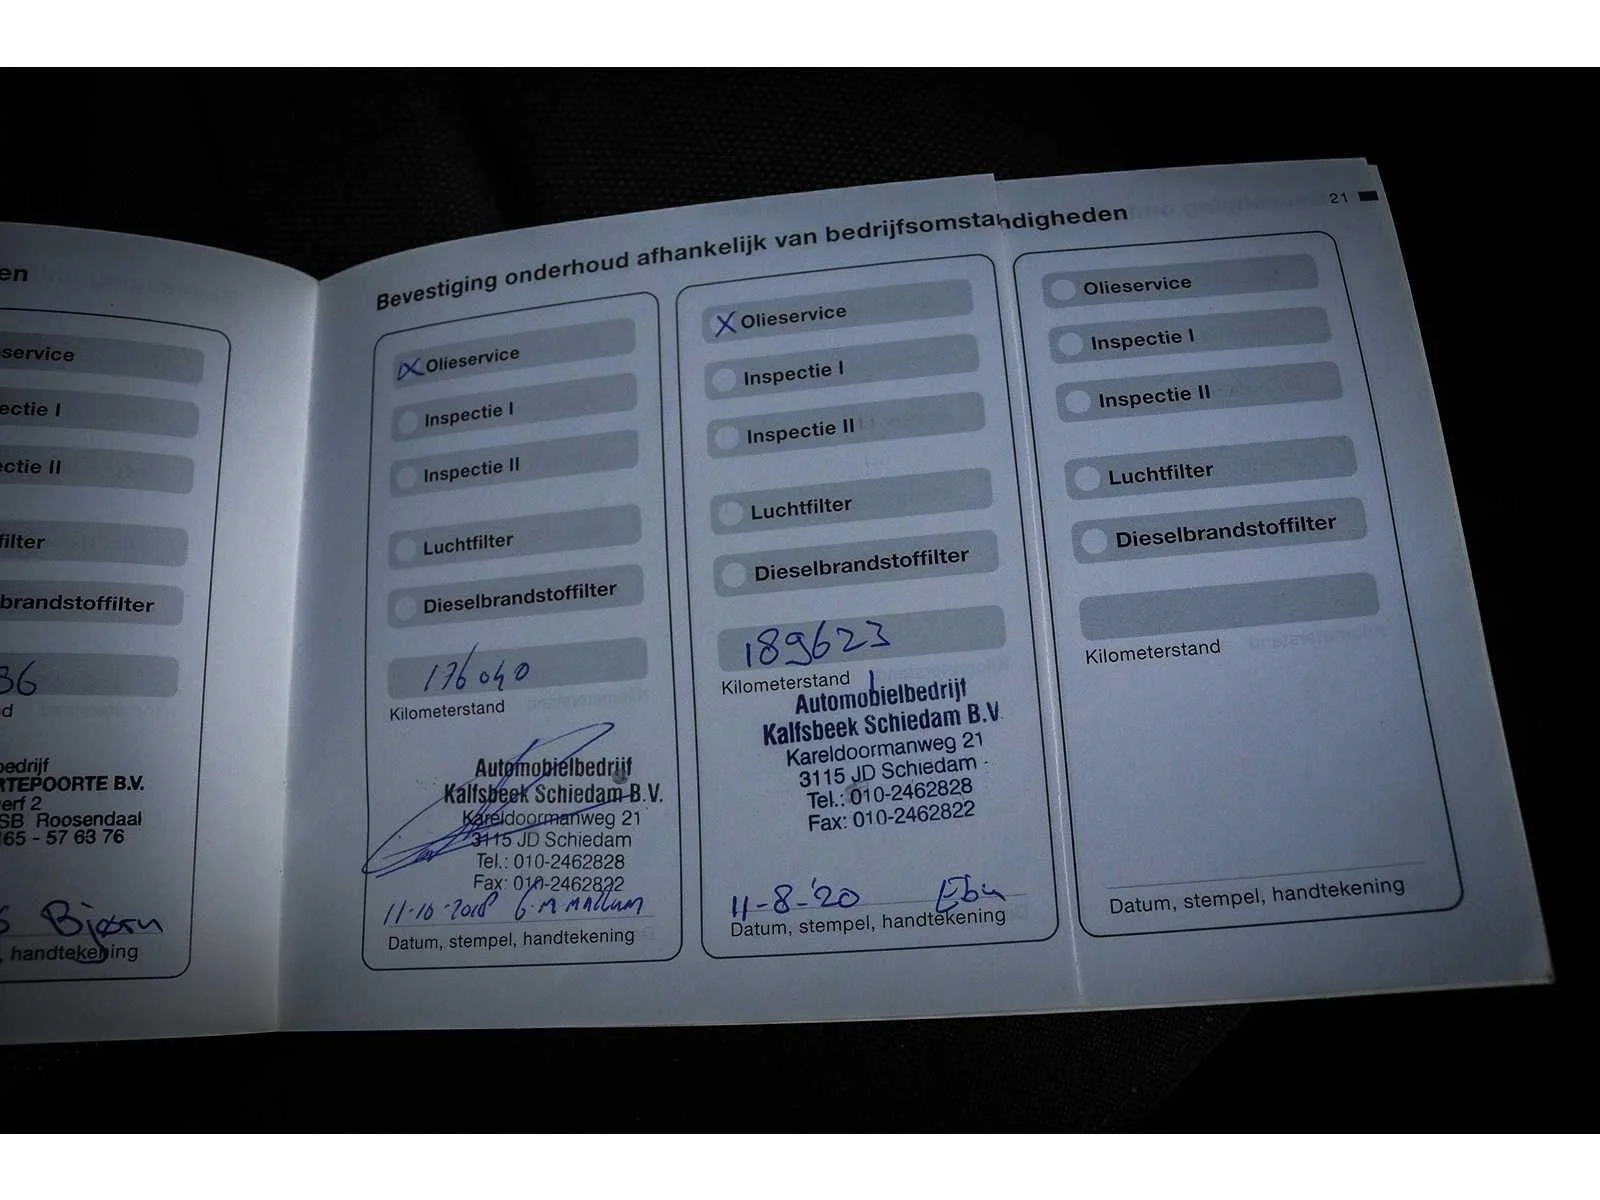 en
service
ectie I
ctie II
filter
brandstoffilter
36
d
edrijf
RTEPOORTE B.V.
erf 2
SB Roosendaal
65 - 57 63 76
Bjørn
, handtekening
21
Bevestiging onderhoud afhankelijk van bedrijfsomstandigheden
X Olieservice
Inspectie I
Inspectie II
Luchtfilter
Dieselbrandstoffilter
176040
Kilometerstand
Automobielbedrijf
Kalfsbeek Schiedam B.V.
Kareldoormanweg 21
3115 JD Schiedam
Tel.: 010-2462828
Fax: 010-2462822
11-10-2018
Datum, stempel, handtekening
X Olieservice
Inspectie I
Inspectie II
Luchtfilter
Dieselbrandstoffilter
189623
Kilometerstand
Automobielbedrijf
Kalfsbeek Schiedam B.V.
Kareldoormanweg 21
3115 JD Schiedam
Tel.: 010-2462828
Fax: 010-2462822
11-8-'20
Datum, stempel, handtekening
Olieservice
Inspectie I
Inspectie II
Luchtfilter
Dieselbrandstoffilter
Kilometerstand
Datum, stempel, handtekening